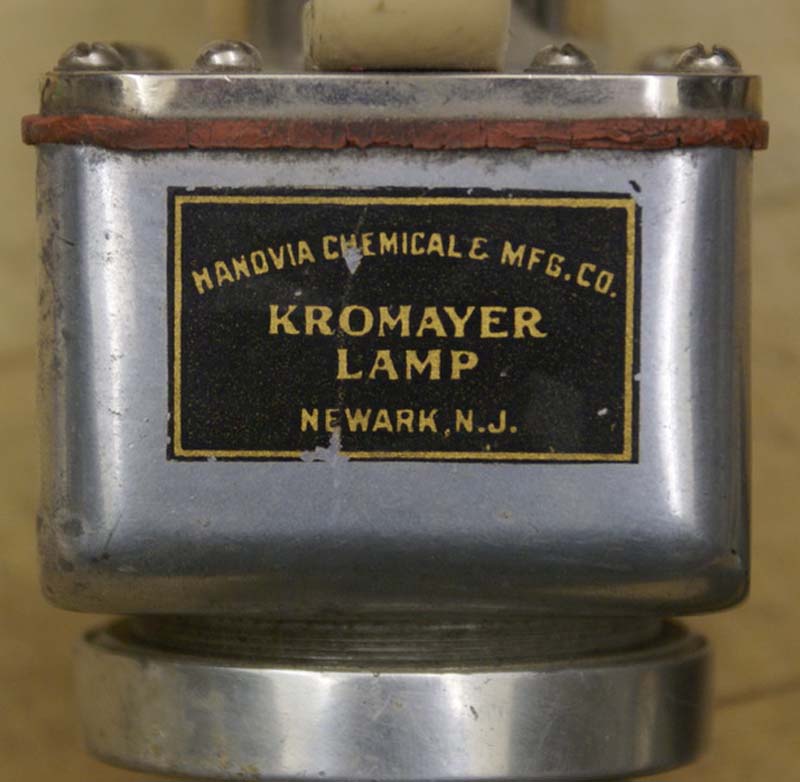 HANOVIA CHEMICAL & MFG. CO.
KROMAYER
LAMP
NEWARK, N.J.